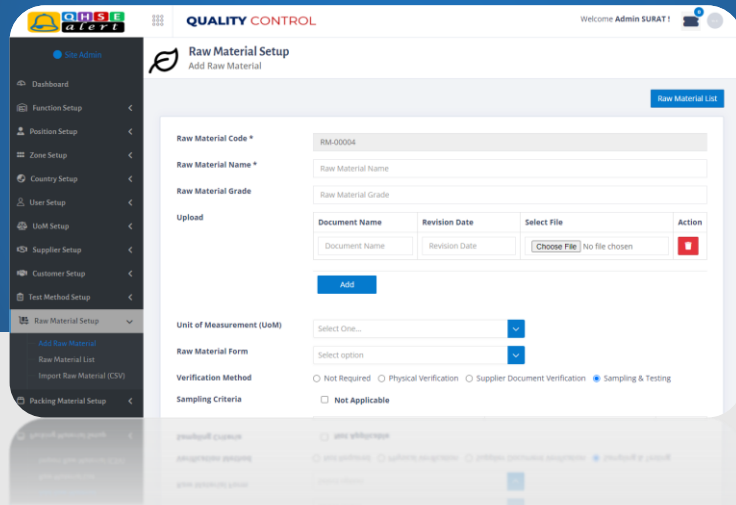 QHSE
alert
QUALITY CONTROL
Welcome Admin SURAT !
0
Site Admin
Raw Material Setup
Add Raw Material
Dashboard
Function Setup
Position Setup
Zone Setup
Country Setup
User Setup
UoM Setup
Supplier Setup
Customer Setup
Test Method Setup
Raw Material Setup
Add Raw Material
Raw Material List
Import Raw Material (CSV)
Packing Material Setup
Raw Material List
Raw Material Code *
RM-00004
Raw Material Name *
Raw Material Name
Raw Material Grade
Raw Material Grade
Upload
Document Name Revision Date Select File Action
Document Name Revision Date Choose File No file chosen
Add
Unit of Measurement (UoM)
Select One...
Raw Material Form
Select option
Verification Method
Not Required Physical Verification Supplier Document Verification Sampling & Testing
Sampling Criteria
Not Applicable